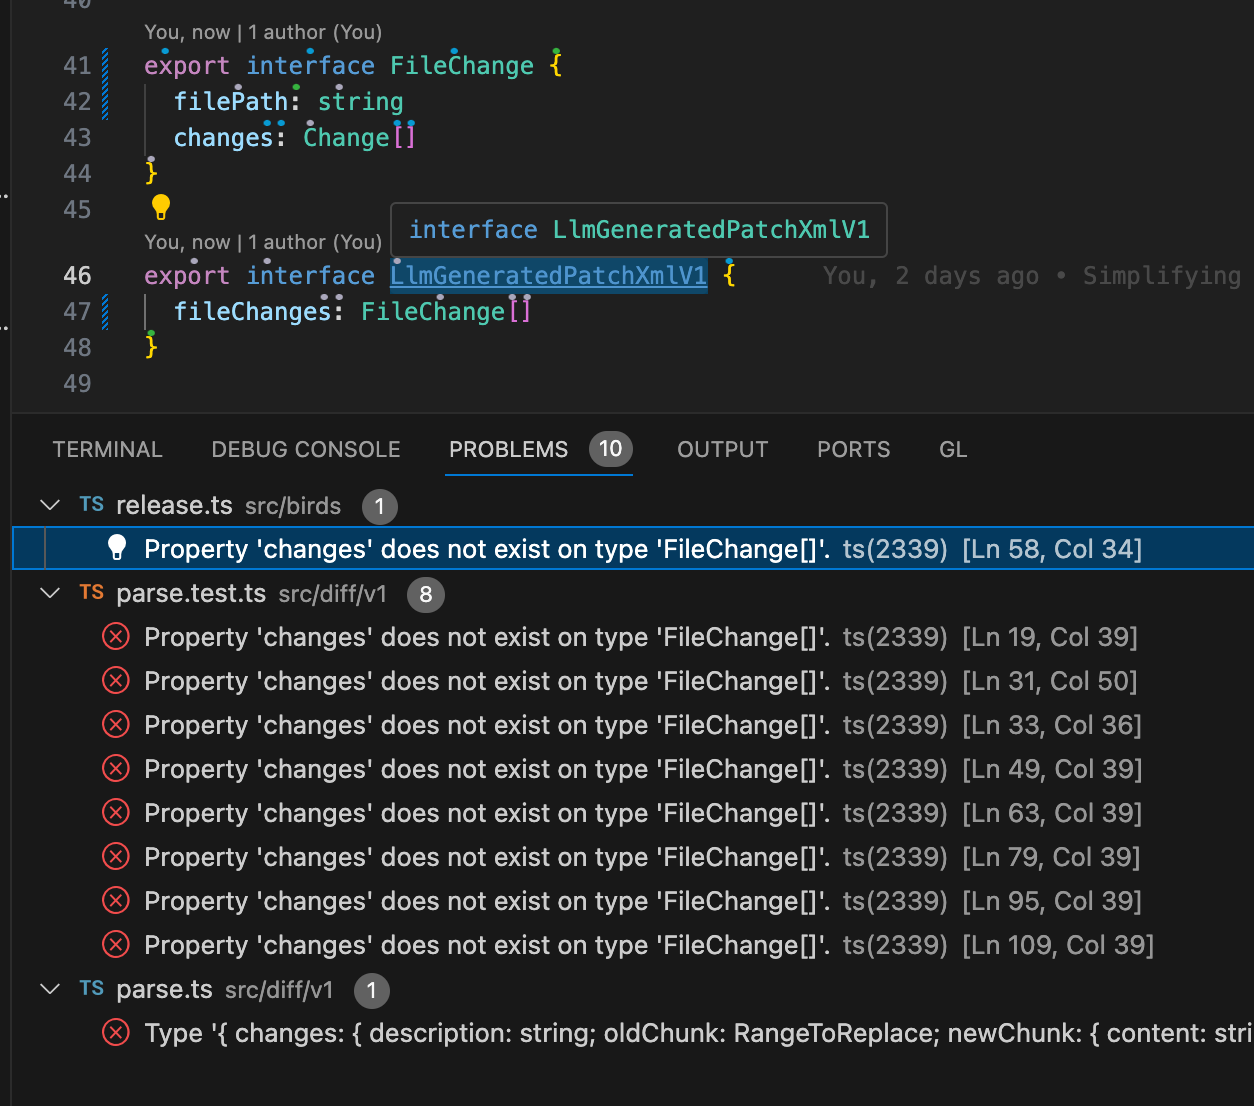 40
You, now | 1 author (You)
41 export interface FileChange {
42 filePath: string
43 changes: Change[]
44 }
45
interface LlmGeneratedPatchXmlV1
You, now | 1 author (You)
46 export interface LlmGeneratedPatchXmlV1 { You, 2 days ago • Simplifying
47 fileChanges: FileChange[]
48 }
49
TERMINAL DEBUG CONSOLE PROBLEMS 10 OUTPUT PORTS GL
TS release.ts src/birds 1
Property 'changes' does not exist on type 'FileChange[]'. ts(2339) [Ln 58, Col 34]
TS parse.test.ts src/diff/v1 8
Property 'changes' does not exist on type 'FileChange[]'. ts(2339) [Ln 19, Col 39]
Property 'changes' does not exist on type 'FileChange[]'. ts(2339) [Ln 31, Col 50]
Property 'changes' does not exist on type 'FileChange[]'. ts(2339) [Ln 33, Col 36]
Property 'changes' does not exist on type 'FileChange[]'. ts(2339) [Ln 49, Col 39]
Property 'changes' does not exist on type 'FileChange[]'. ts(2339) [Ln 63, Col 39]
Property 'changes' does not exist on type 'FileChange[]'. ts(2339) [Ln 79, Col 39]
Property 'changes' does not exist on type 'FileChange[]'. ts(2339) [Ln 95, Col 39]
Property 'changes' does not exist on type 'FileChange[]'. ts(2339) [Ln 109, Col 39]
TS parse.ts src/diff/v1 1
Type '{ changes: { description: string; oldChunk: RangeToReplace; newChunk: { content: stri